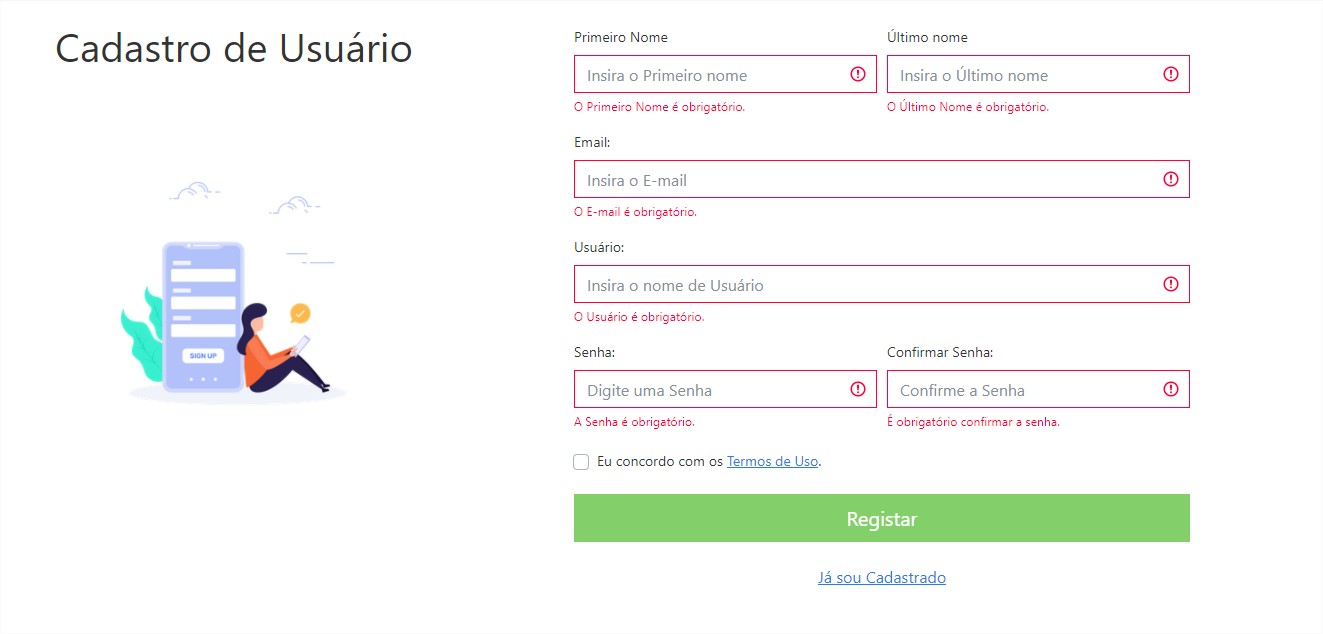 Cadastro de Usuário
SIGN UP
Primeiro Nome
Último nome
Insira o Primeiro nome
Insira o Último nome
O Primeiro Nome é obrigatório.
O Último Nome é obrigatório.
Email:
Insira o E-mail
O E-mail é obrigatório.
Usuário:
Insira o nome de Usuário
O Usuário é obrigatório.
Senha:
Confirmar Senha:
Digite uma Senha
Confirme a Senha
A Senha é obrigatório.
É obrigatório confirmar a senha.
Eu concordo com os Termos de Uso.
Registar
Já sou Cadastrado